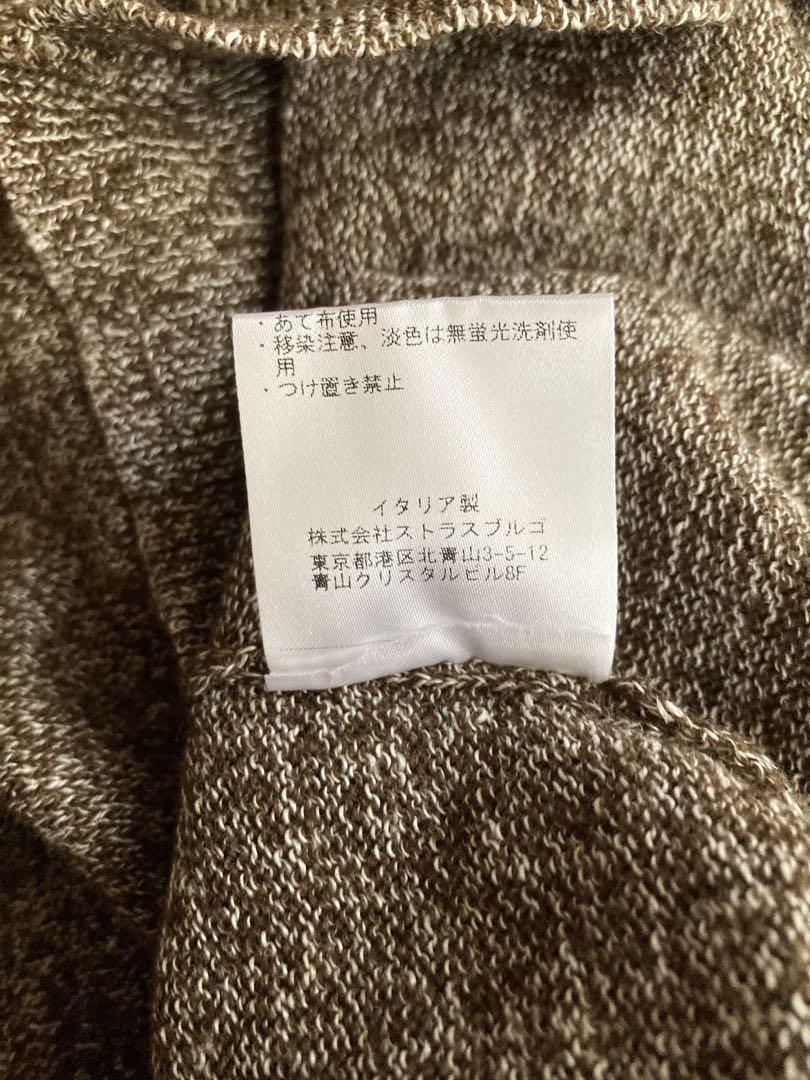 ・あて布使用
・移染注意、淡色は無蛍光洗剤使
用
・つけ置き禁止
イタリア製
株式会社ストラスブルゴ
東京都港区北青山3-5-12
青山クリスタルビル8F